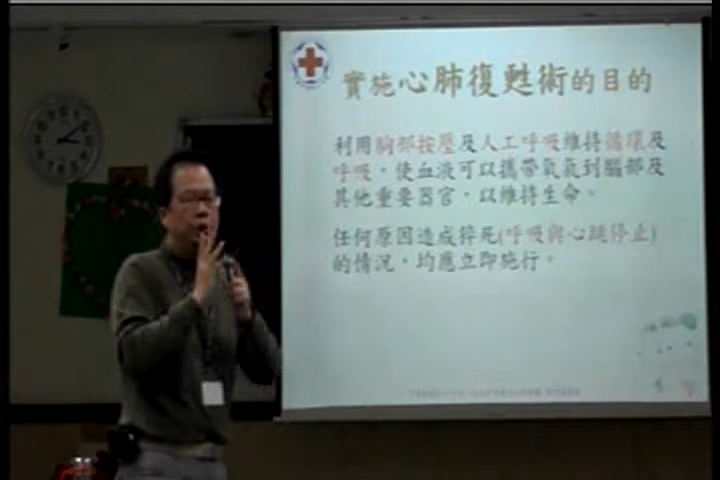 實施心肺復甦術的目的
利用胸部按壓及人工呼吸維持循環及
呼吸，使血液可以攜帶氧氣到腦部及
其他重要器官，以維持生命。
任何原因造成猝死(呼吸與心跳停止)
的情況，均應立即施行。